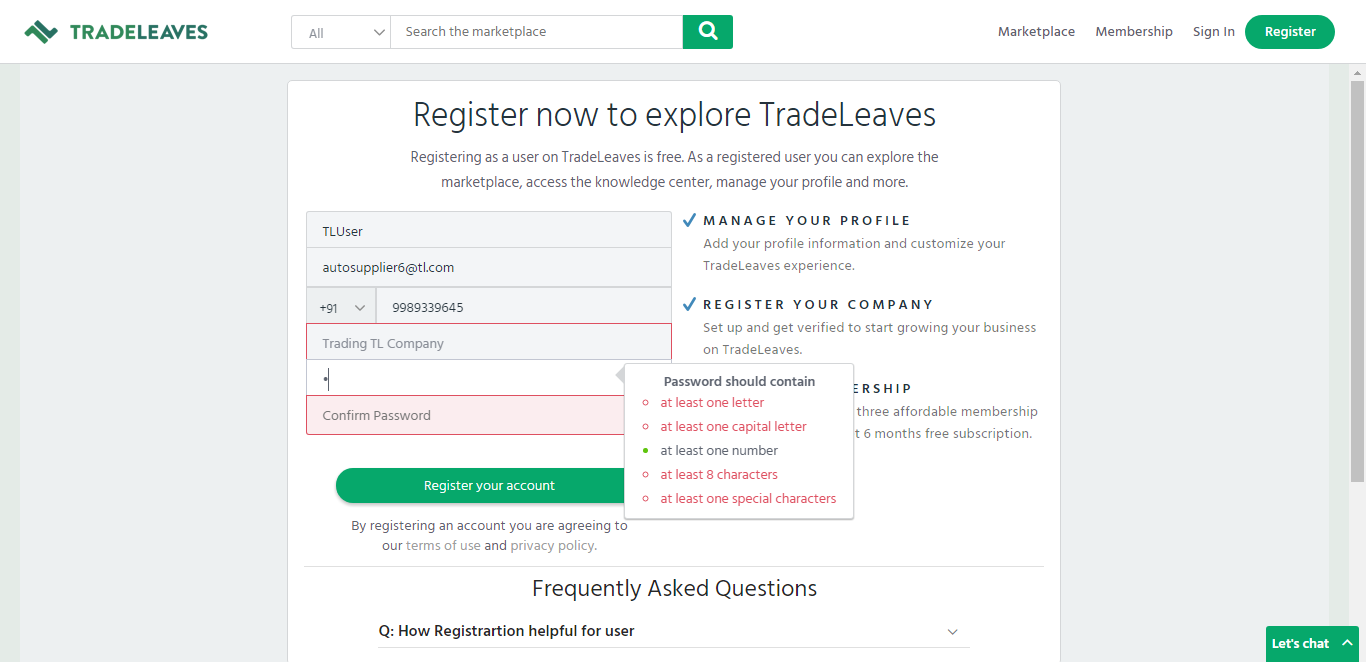 TRADELEAVES
All
Search the marketplace
Marketplace
Membership
Sign In
Register
Register now to explore TradeLeaves
Registering as a user on TradeLeaves is free. As a registered user you can explore the
marketplace, access the knowledge center, manage your profile and more.
TLUser
autosupplier6@tl.com
+91
9989339645
Trading TL Company
•
Confirm Password
Register your account
By registering an account you are agreeing to
our terms of use and privacy policy.
MANAGE YOUR PROFILE
Add your profile information and customize your
TradeLeaves experience.
REGISTER YOUR COMPANY
Set up and get verified to start growing your business
on TradeLeaves.
ERSHIP
three affordable membership
t 6 months free subscription.
Password should contain
at least one letter
at least one capital letter
at least one number
at least 8 characters
at least one special characters
Frequently Asked Questions
Q: How Registrartion helpful for user
Let's chat